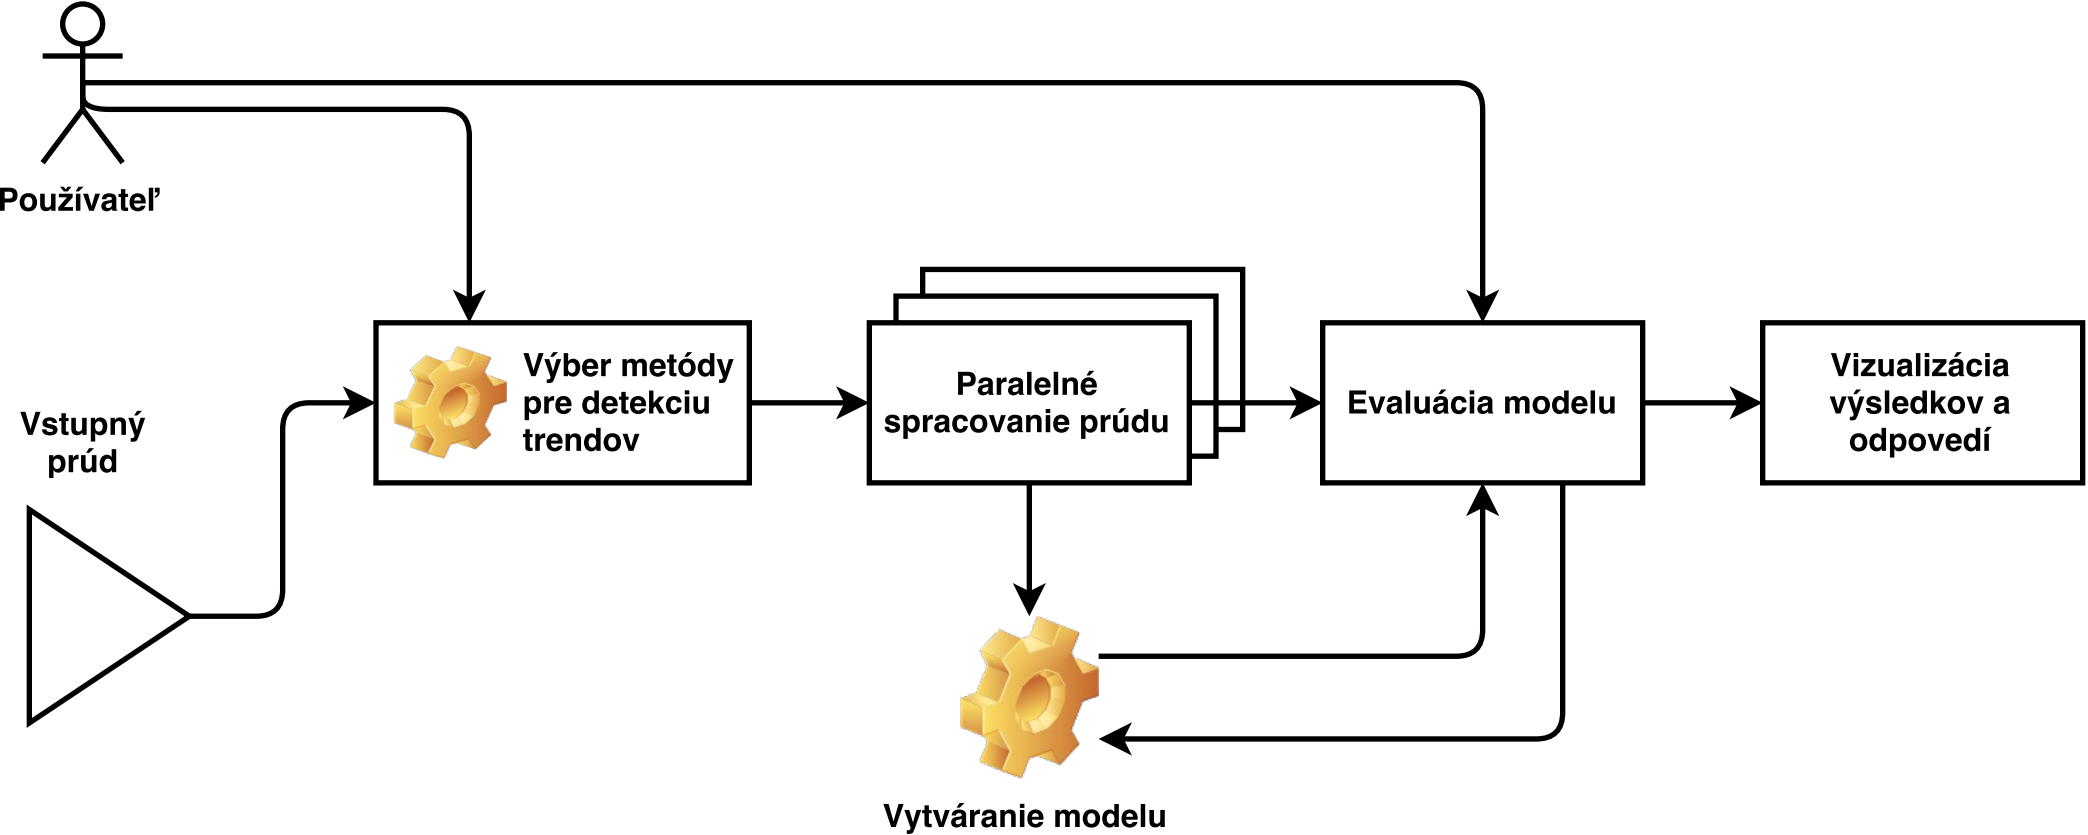 Používateľ
Vstupný
prúd
Výber metódy
pre detekciu
trendov
Paralelné
spracovanie prúdu
Evaluácia modelu
Vizualizácia
výsledkov a
odpovedí
Vytváranie modelu